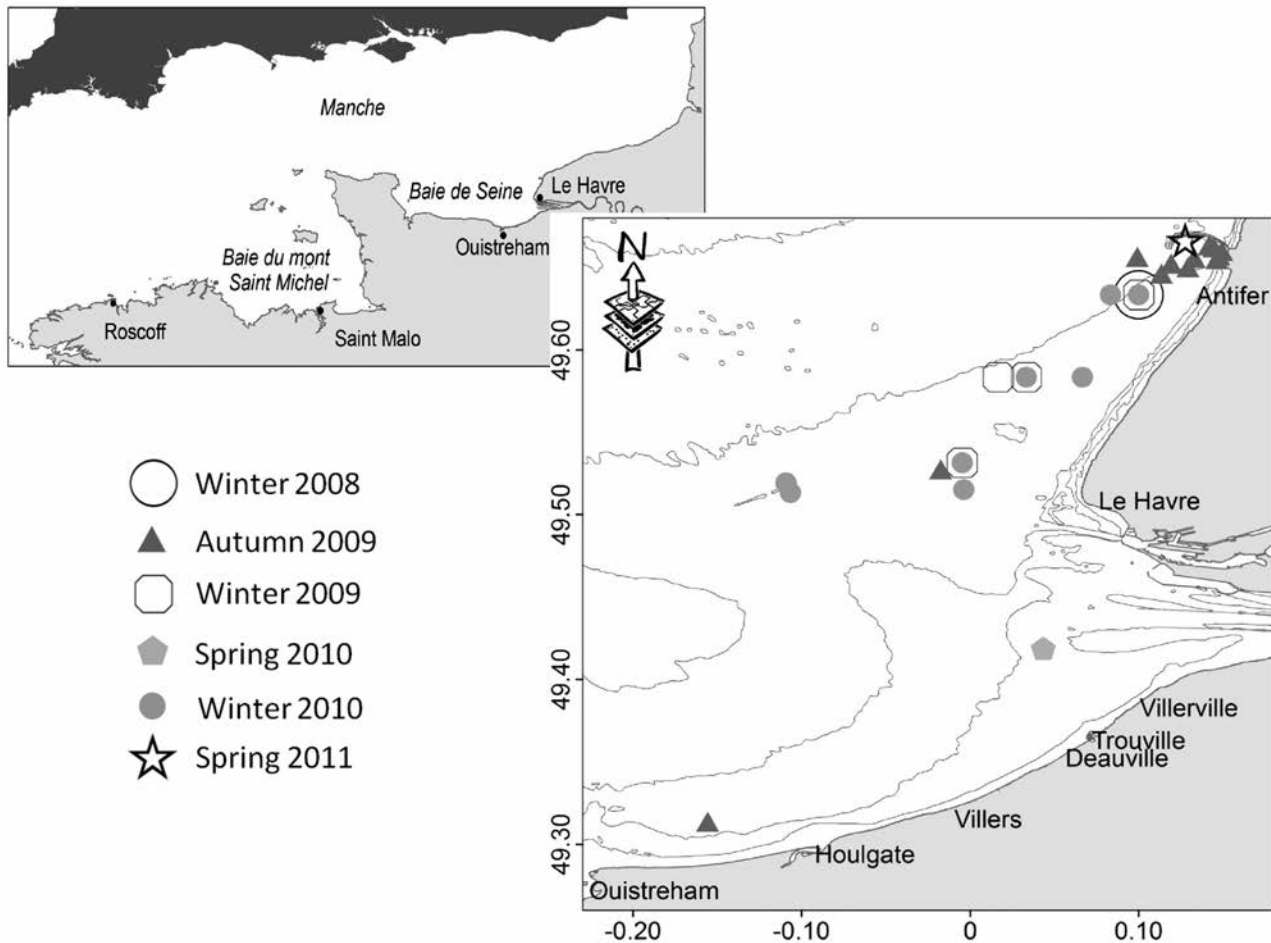 Manche
Baie de Seine
Le Havre
Ouistreham
Baie du mont
Saint Michel
Roscoff
Saint Malo
N
Antifer
Le Havre
Villerville
Trouville
Deauville
Villers
Houlgate
Ouistreham
49.60
49.50
49.40
49.30
-0.20
-0.10
0
0.10
Winter 2008
Autumn 2009
Winter 2009
Spring 2010
Winter 2010
Spring 2011